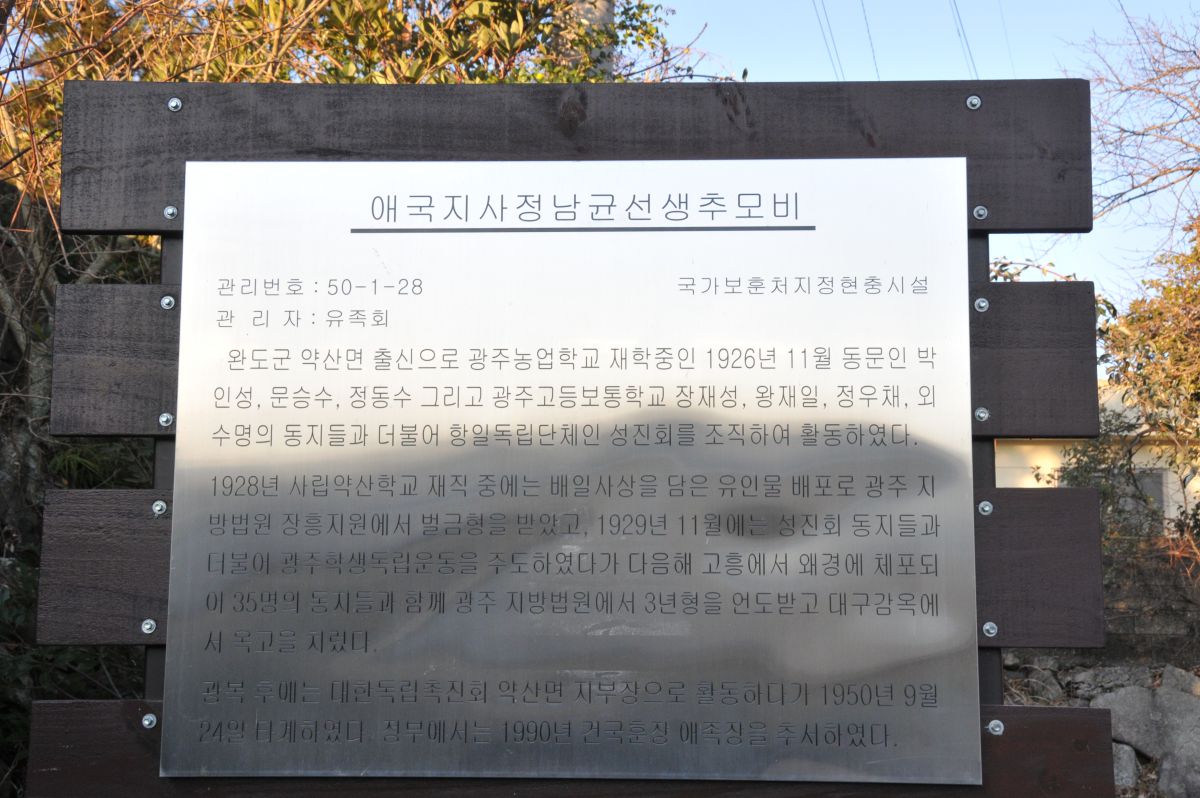 애국지사정남균선생추모비
관리번호 : 50-1-28 국가보훈처지정현충시설
관 리 자 : 유족회
완도군 약산면 출신으로 광주농업학교 재학중인 1926년 11월 동문인 박
인성, 문승수, 정동수 그리고 광주고등보통학교 장재성, 왕재일, 정우채, 외
수명의 동지들과 더불어 항일독립단체인 성진회를 조직하여 활동하였다.
1928년 사립약산학교 재직 중에는 배일사상을 담은 유인물 배포로 광주 지
방법원 장흥지원에서 벌금형을 받았고, 1929년 11월에는 성진회 동지들과
더불어 광주학생독립운동을 주도하였다가 다음해 고흥에서 왜경에 체포되
어 35명의 동지들과 함께 광주 지방법원에서 3년형을 언도받고 대구감옥에
서 옥고을 치렀다.
광복 후에는 대한독립촉진회 약산면 지부장으로 활동하다가 1950년 9월
24일 타계하였다. 정부에서는 1990년 건국훈장 애족장을 추서하였다.